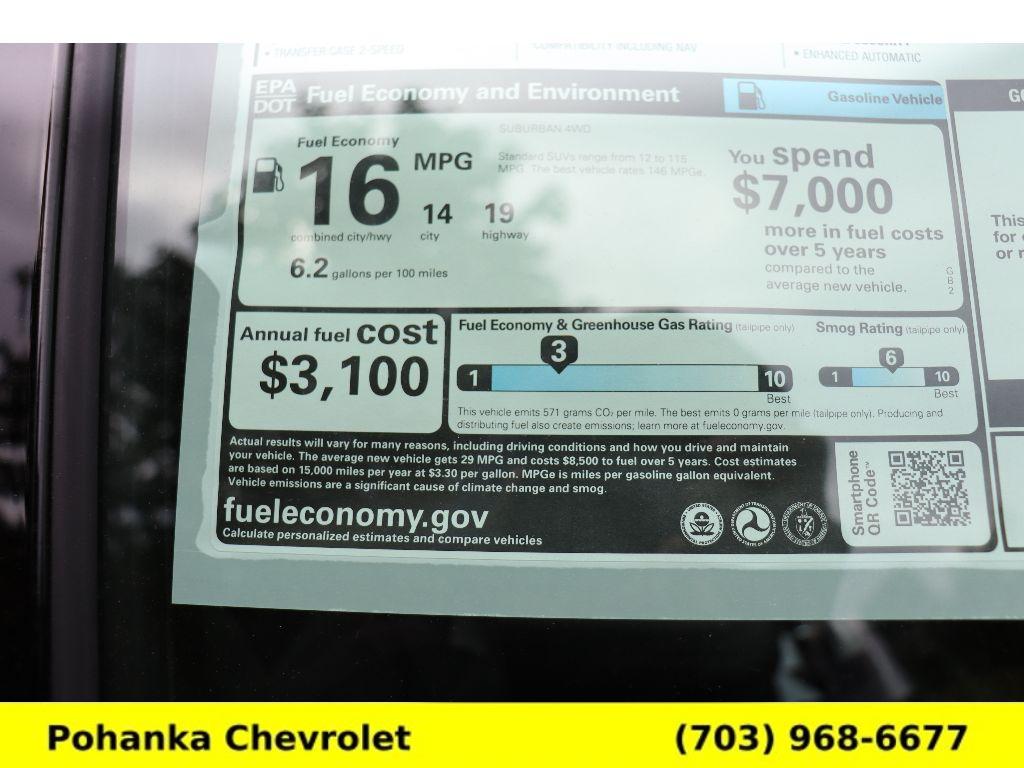 • TRANSFER CASE 2-SPEED
COMPATIBILITY INCLUDING NAV
• ENHANCED AUTOMATIC
EPA
DOT
Fuel Economy and Environment
Gasoline Vehicle
Fuel Economy
16 MPG
combined city/hwy
14
city
19
highway
6.2 gallons per 100 miles
SUBURBAN 4WD
Standard SUVs range from 12 to 115
MPG. The best vehicle rates 146 MPGe.
You spend
$7,000
more in fuel costs
over 5 years
compared to the
average new vehicle.
G
B
2
This
for
or
Annual fuel cost
$3,100
Fuel Economy & Greenhouse Gas Rating (tailpipe only)
3
1
10
Best
Smog Rating (tailpipe only)
6
1
10
Best
This vehicle emits 571 grams CO₂ per mile. The best emits 0 grams per mile (tailpipe only). Producing and
distributing fuel also create emissions; learn more at fueleconomy.gov.
Actual results will vary for many reasons, including driving conditions and how you drive and maintain
your vehicle. The average new vehicle gets 29 MPG and costs $8,500 to fuel over 5 years. Cost estimates
are based on 15,000 miles per year at $3.30 per gallon. MPGe is miles per gasoline gallon equivalent.
Vehicle emissions are a significant cause of climate change and smog.
fueleconomy.gov
Calculate personalized estimates and compare vehicles
Smartphone
QR Code™
Pohanka Chevrolet
(703) 968-6677